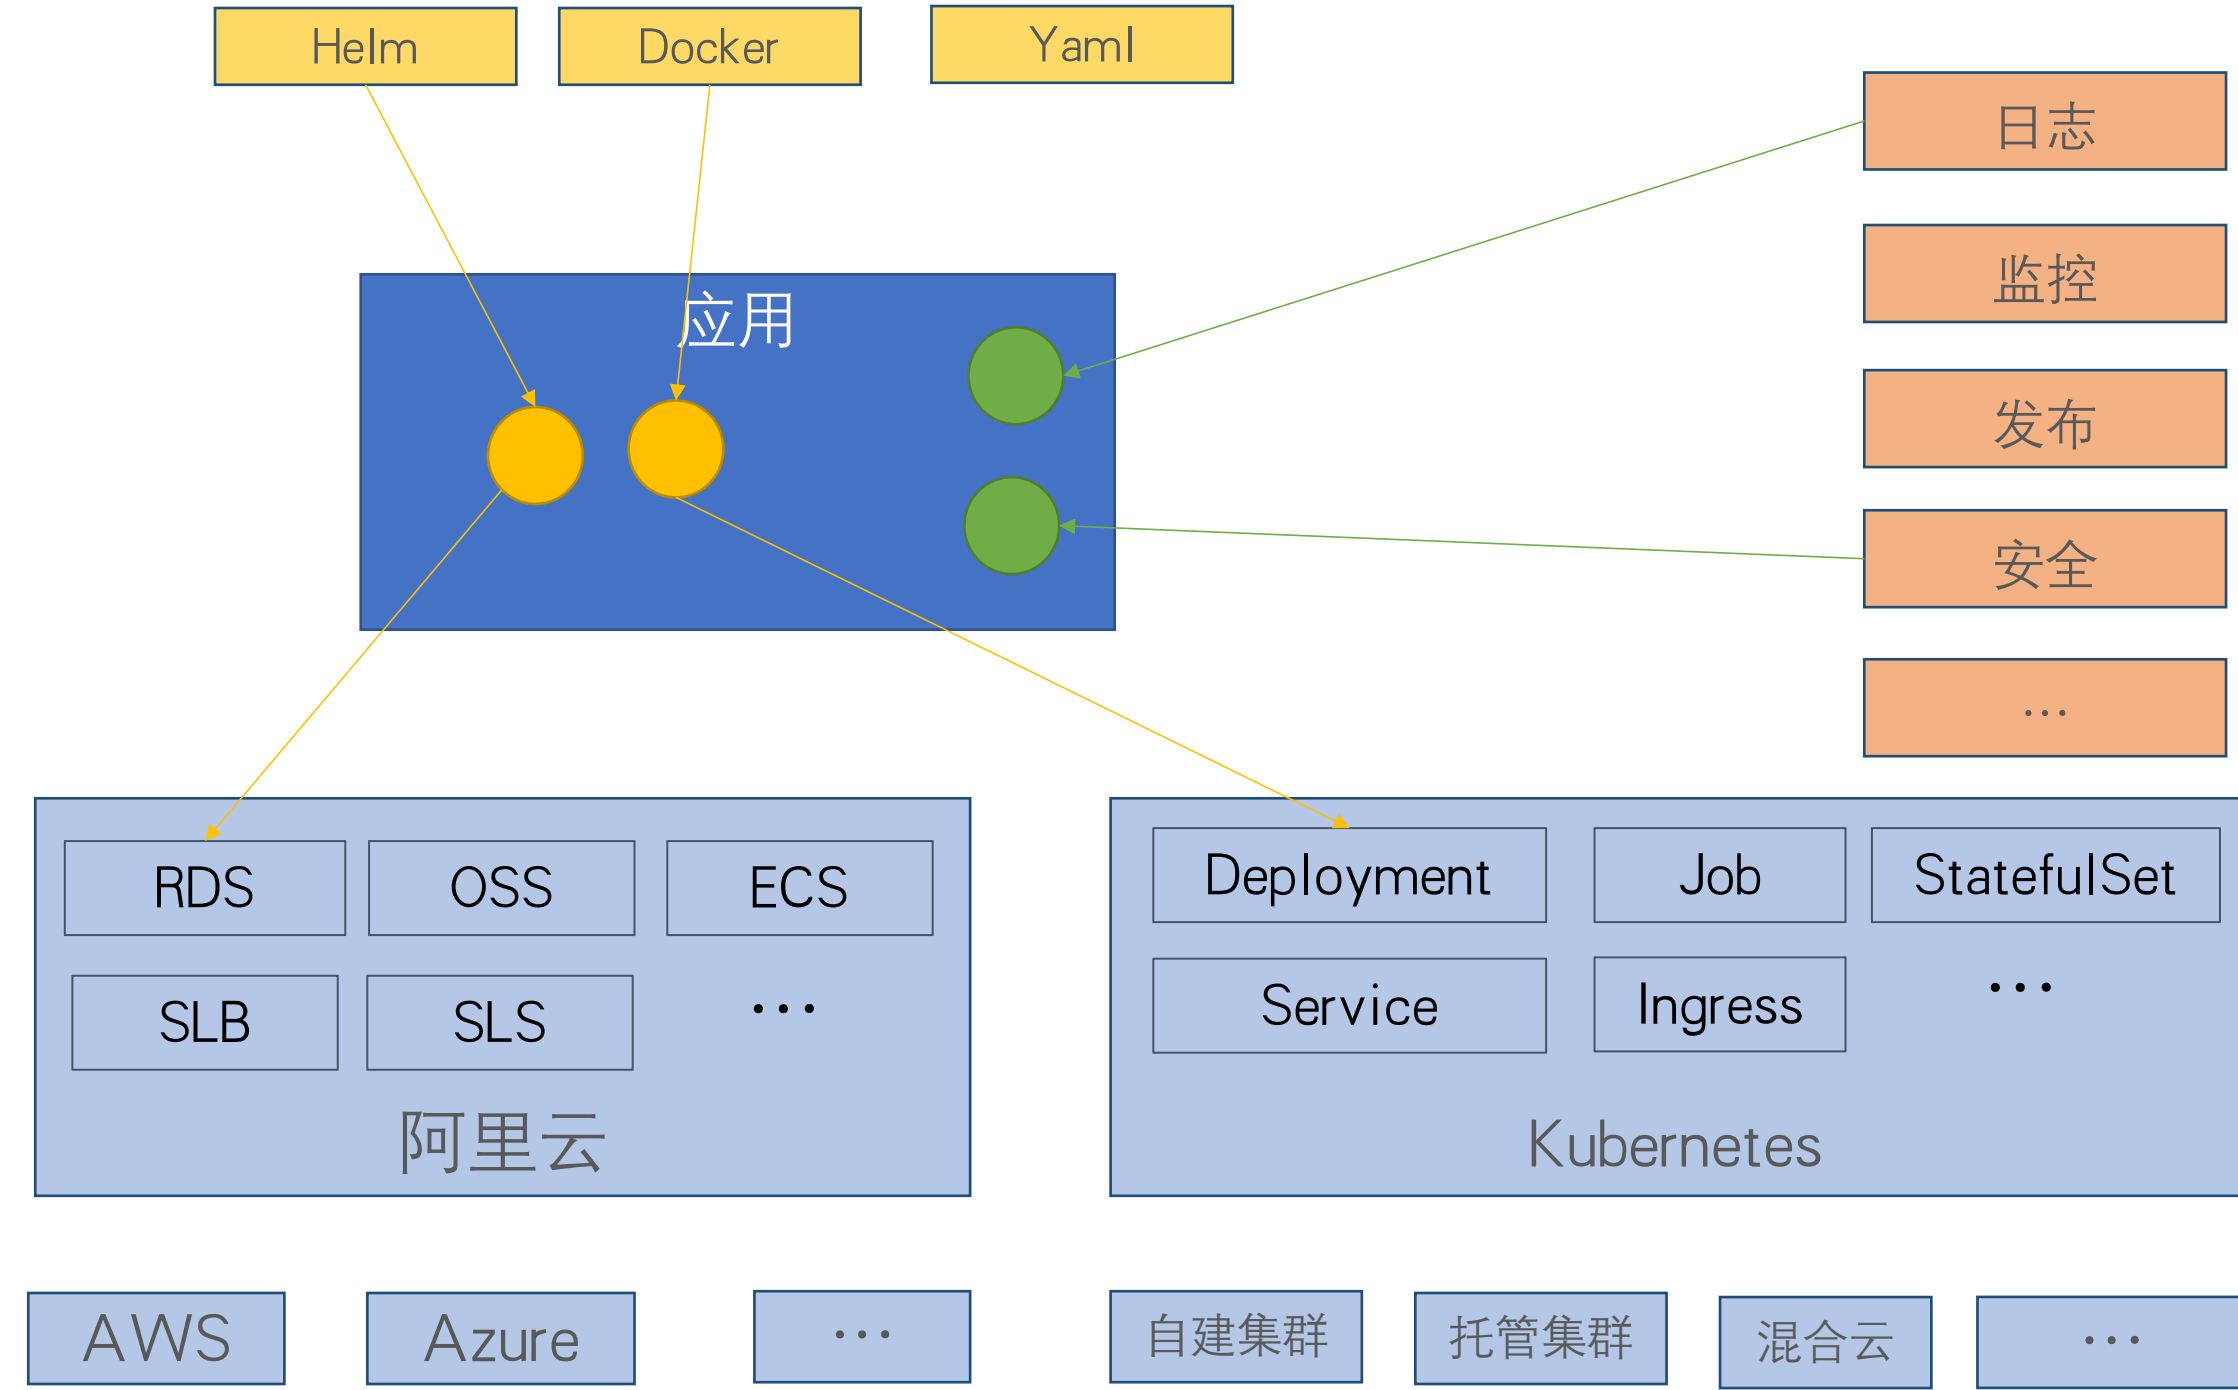 Helm
Docker
Yaml
日志
监控
应用
发布
安全
...
RDS
OSS
ECS
SLB
SLS
...
阿里云
Deployment
Job
StatefulSet
Service
Ingress
...
Kubernetes
AWS
Azure
...
自建集群
托管集群
混合云
...